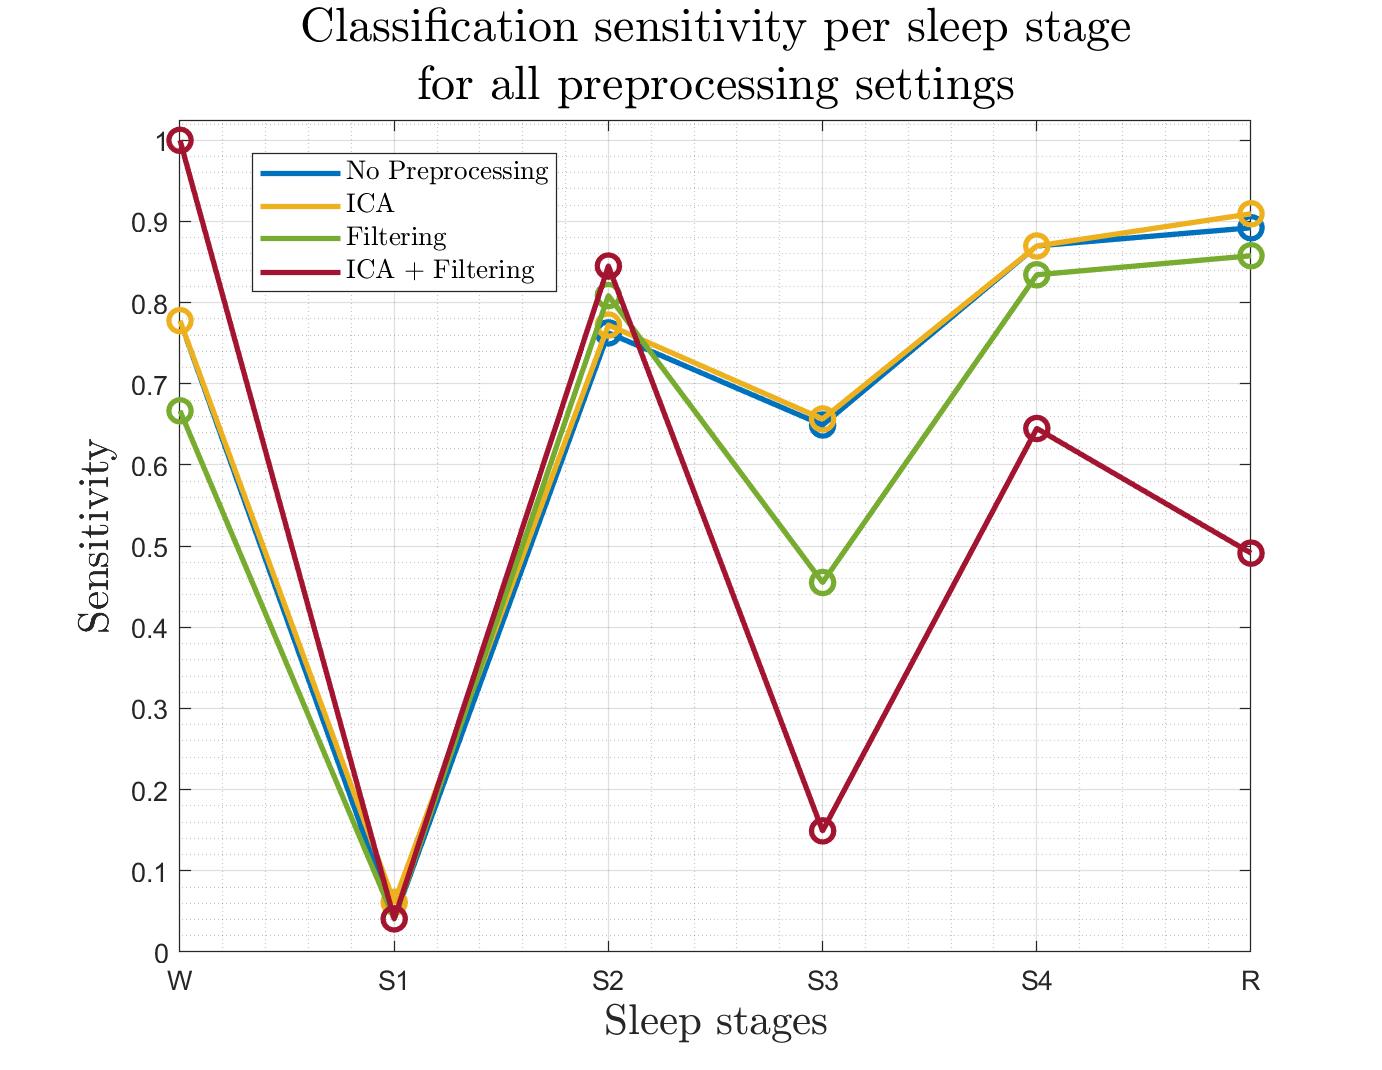 Classification sensitivity per sleep stage
for all preprocessing settings
No Preprocessing
ICA
Filtering
ICA + Filtering
1
0.9
0.8
0.7
0.6
0.5
0.4
0.3
0.2
0.1
0
Sensitivity
W
S1
S2
S3
S4
R
Sleep stages